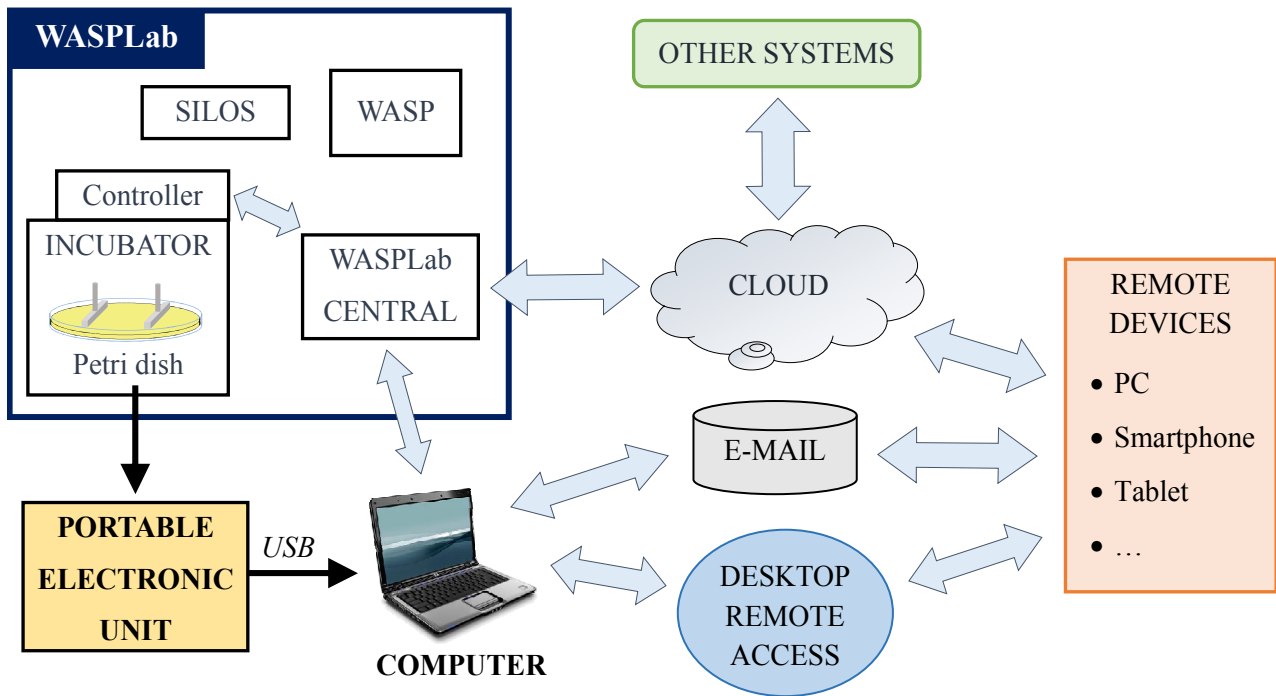 WASPLab
SILOS
WASP
Controller
INCUBATOR
Petri dish
WASPLab
CENTRAL
OTHER SYSTEMS
CLOUD
E-MAIL
DESKTOP
REMOTE
ACCESS
REMOTE
DEVICES
• PC
• Smartphone
• Tablet
• …
PORTABLE
ELECTRONIC
UNIT
USB
COMPUTER